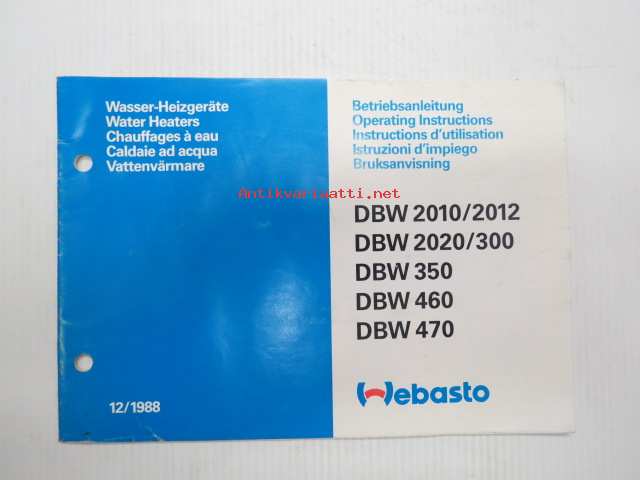 Wasser-Heizgeräte
Water Heaters
Chauffages à eau
Caldaie ad acqua
Vattenvärmare
12/1988
Betriebsanleitung
Operating Instructions
Instructions d'utilisation
Istruzioni d'impiego
Bruksanvisning
Antikvariaatti.net
DBW 2010/2012
DBW 2020/300
DBW 350
DBW 460
DBW 470
Webasto